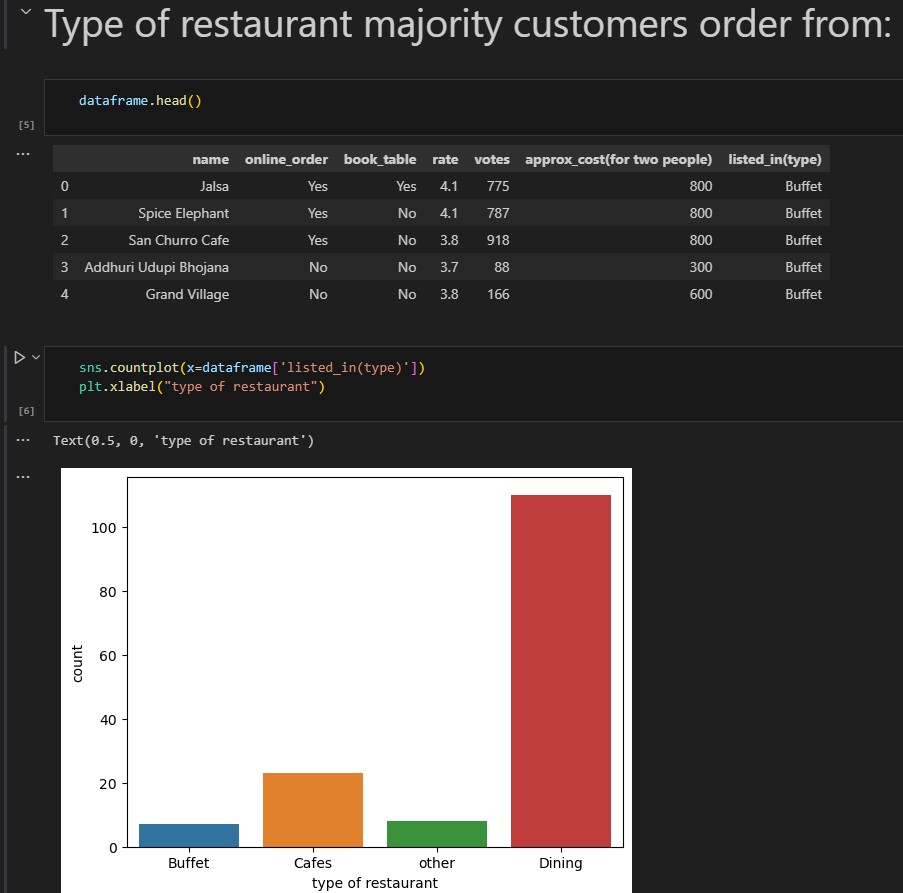 Type of restaurant majority customers order from:
dataframe.head()
[5]
...
name online_order book_table rate votes approx_cost(for two people) listed_in(type)
0 Jalsa Yes Yes 4.1 775 800 Buffet
1 Spice Elephant Yes No 4.1 787 800 Buffet
2 San Churro Cafe Yes No 3.8 918 800 Buffet
3 Addhuri Udupi Bhojana No No 3.7 88 300 Buffet
4 Grand Village No No 3.8 166 600 Buffet
sns.countplot(x=dataframe['listed_in(type)'])
plt.xlabel("type of restaurant")
[6]
... Text(0.5, 0, 'type of restaurant')
...
100
80
60
40
20
0
count
Buffet Cafes other Dining
type of restaurant